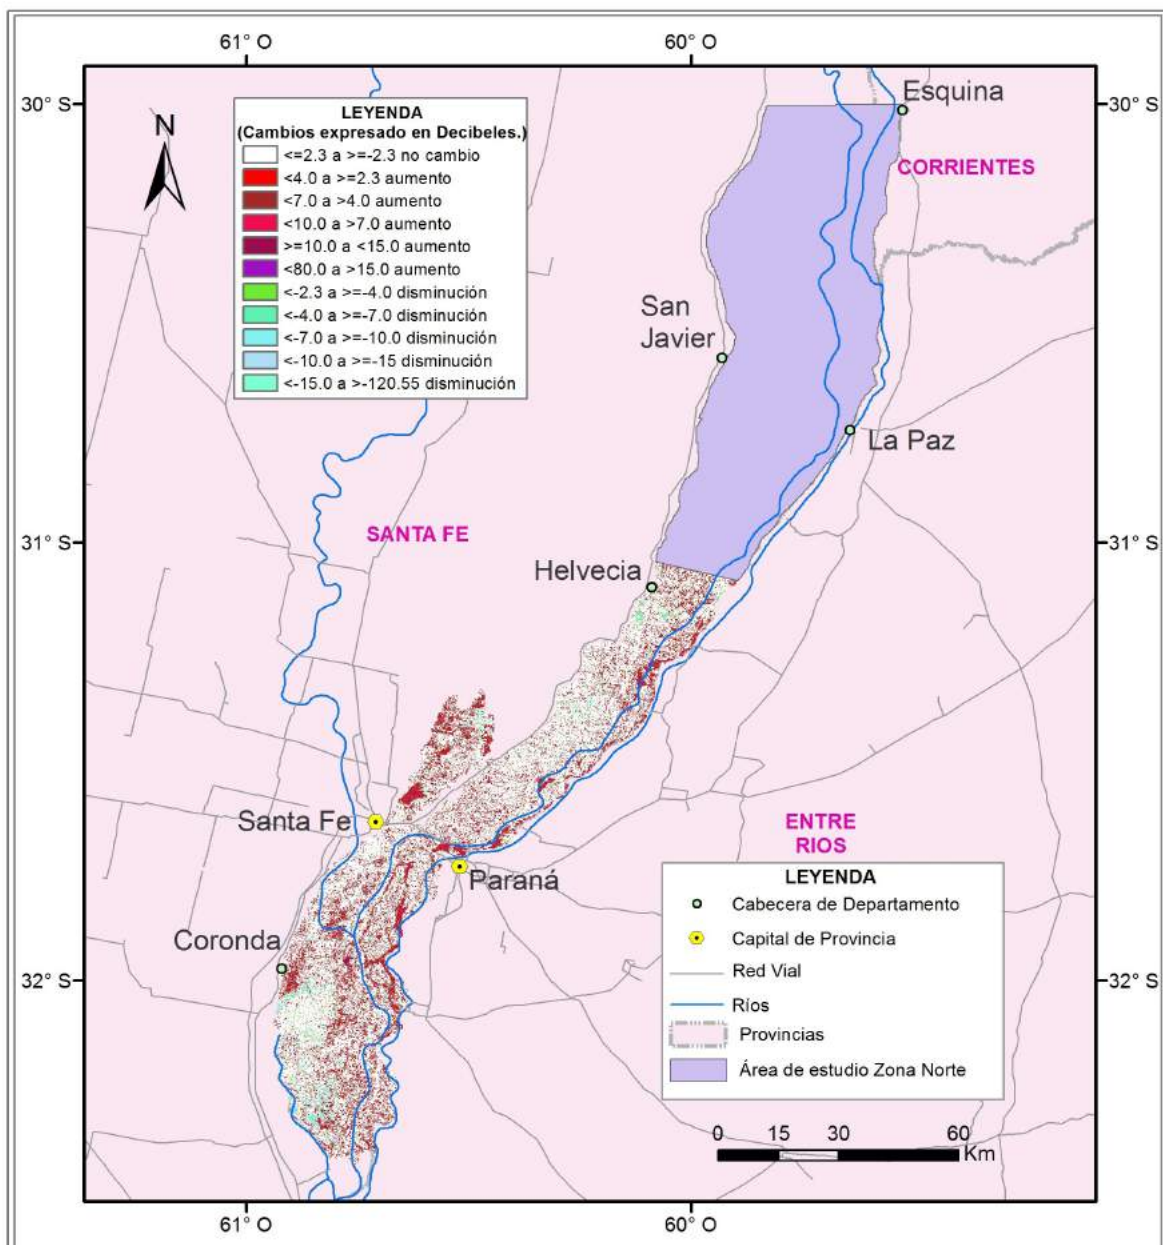 61° O
60° O
30° S
30° S
N
LEYENDA
(Cambios expresado en Decibeles.)
<=2.3 a >=-2.3 no cambio
<4.0 a >=2.3 aumento
<7.0 a >4.0 aumento
<10.0 a >7.0 aumento
>=10.0 a <15.0 aumento
<80.0 a >15.0 aumento
<-2.3 a >=-4.0 disminución
<-4.0 a >=-7.0 disminución
<-7.0 a >=-10.0 disminución
<-10.0 a >=-15 disminución
<-15.0 a >-120.55 disminución
Esquina
CORRIENTES
San
Javier
La Paz
31° S
31° S
SANTA FE
Helvecia
Santa Fe
Paraná
ENTRE
RIOS
Coronda
32° S
32° S
LEYENDA
Cabecera de Departamento
Capital de Provincia
Red Vial
Ríos
Provincias
Área de estudio Zona Norte
0 15 30 60
Km
61° O
60° O